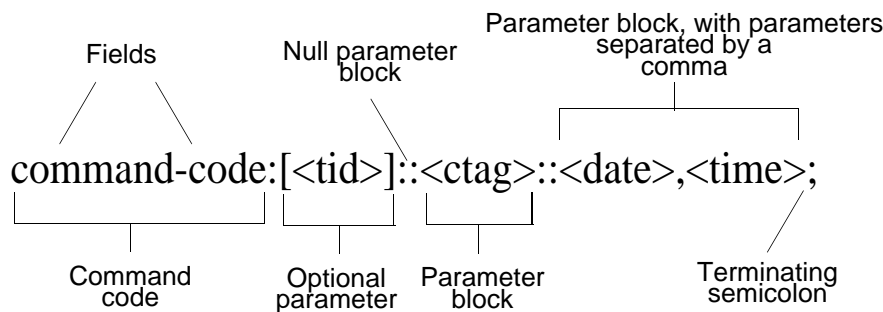 Fields
Null parameter
block
Parameter block, with parameters
separated by a
comma
command-code:[<tid>]::<ctag>::<date>,<time>;
Command
code
Optional
parameter
Parameter
block
Terminating
semicolon